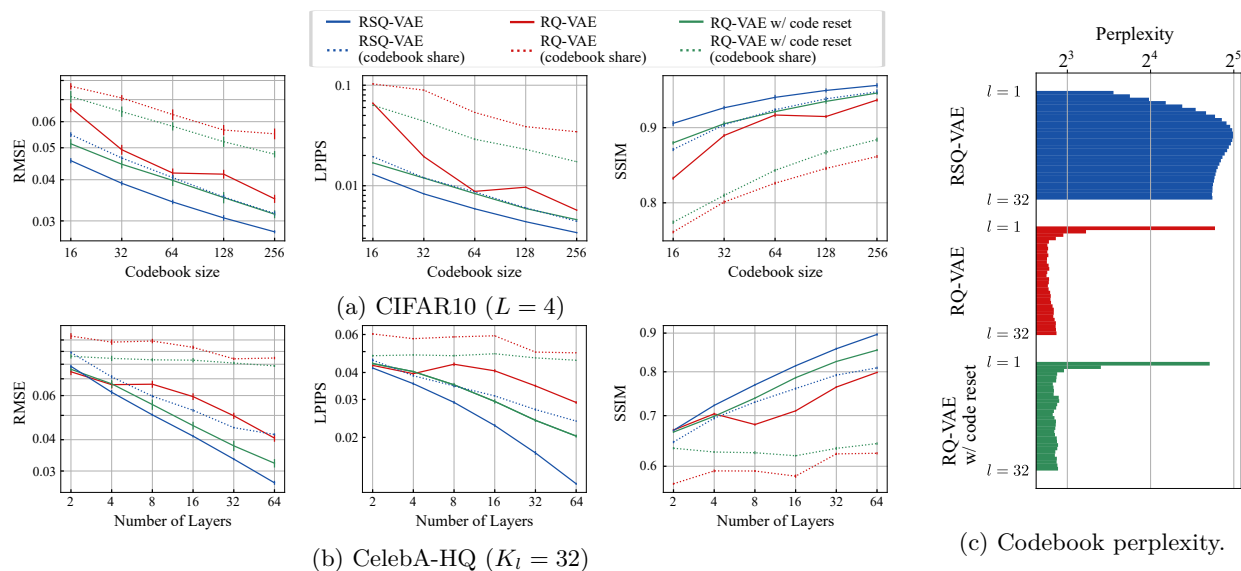 (a)
RSQ-VAE
RSQ-VAE
(codebook share)
RQ-VAE
RQ-VAE
(codebook share)
RQ-VAE w/ code reset
RQ-VAE w/ code reset
(codebook share)
RMSE
0.06
0.05
0.04
0.03
16 32 64 128 256
Codebook size
LPIPS
0.1
0.01
16 32 64 128 256
Codebook size
SSIM
0.9
0.8
16 32 64 128 256
Codebook size
(a) CIFAR10 (L = 4)
RMSE
0.06
0.04
0.03
2 4 8 16 32 64
Number of Layers
LPIPS
0.06
0.04
0.03
0.02
2 4 8 16 32 64
Number of Layers
SSIM
0.9
0.8
0.7
0.6
2 4 8 16 32 64
Number of Layers
(b) CelebA-HQ (K_l = 32)
(c)
Perplexity
2^3 2^4 2^5
RSQ-VAE
l = 1
l = 32
RQ-VAE
l = 1
l = 32
RQ-VAE
w/ code reset
l = 1
l = 32
(c) Codebook perplexity.